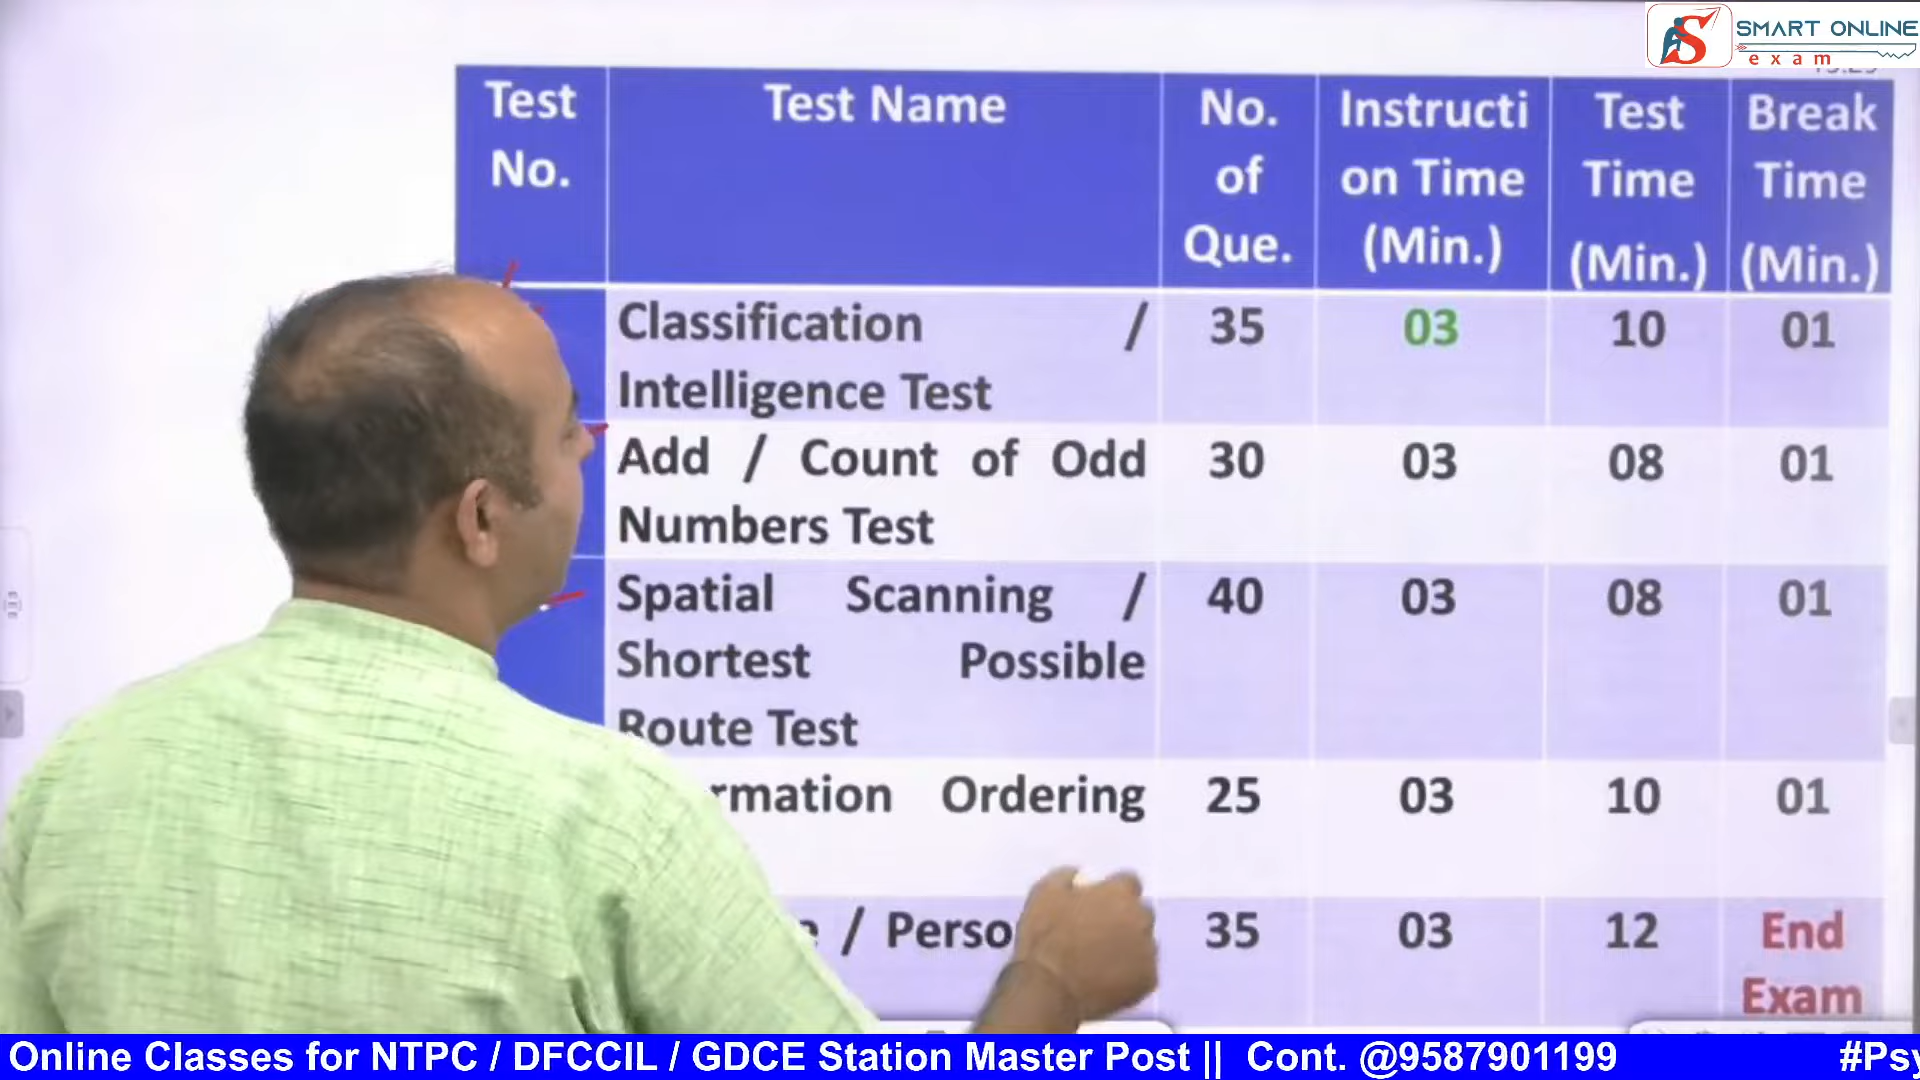 SMART ONLINE
exam
Test No.
Test Name
No. of Que.
Instructi on Time (Min.)
Test Time (Min.)
Break Time (Min.)
Classification / Intelligence Test
35
03
10
01
Add / Count of Odd Numbers Test
30
03
08
01
Spatial Scanning / Shortest Possible Route Test
40
03
08
01
rmation Ordering
25
03
10
01
/ Perso
35
03
12
End Exam
Online Classes for NTPC / DFCCIL / GDCE Station Master Post || Cont. @9587901199
#Psy